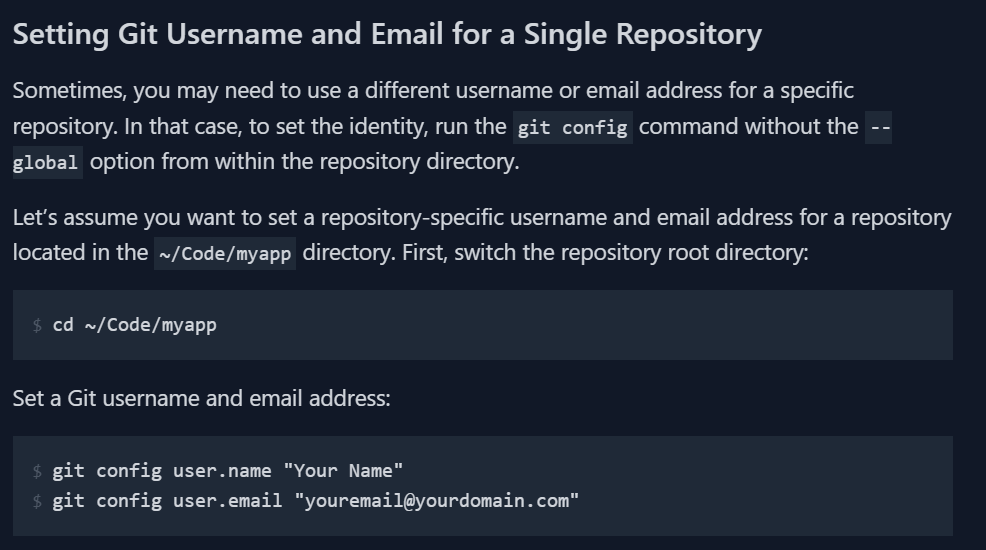 Setting Git Username and Email for a Single Repository
Sometimes, you may need to use a different username or email address for a specific
repository. In that case, to set the identity, run the git config command without the --
global option from within the repository directory.
Let’s assume you want to set a repository-specific username and email address for a repository
located in the ~/Code/myapp directory. First, switch the repository root directory:
$ cd ~/Code/myapp
Set a Git username and email address:
$ git config user.name "Your Name"
$ git config user.email "youremail@yourdomain.com"